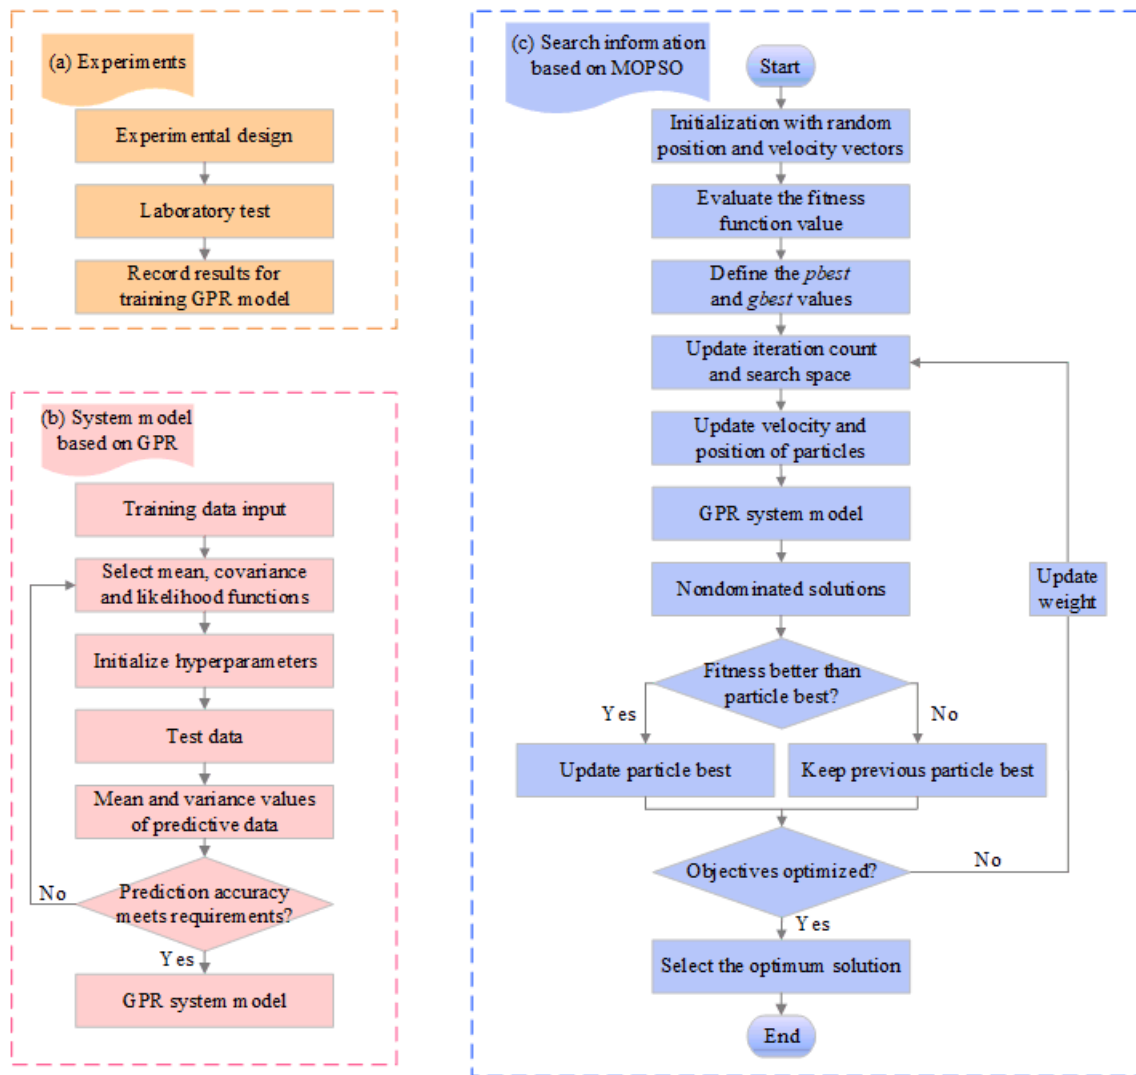 (a) Experiments
Experimental design
Laboratory test
Record results for
training GPR model
(b) System model
based on GPR
Training data input
Select mean, covariance
and likelihood functions
Initialize hyperparameters
Test data
Mean and variance values
of predictive data
No
Prediction accuracy
meets requirements?
Yes
GPR system model
(c) Search information
based on MOPSO
Start
Initialization with random
position and velocity vectors
Evaluate the fitness
function value
Define the pbest
and gbest values
Update iteration count
and search space
Update velocity and
position of particles
GPR system model
Nondominated solutions
Update
weight
Fitness better than
particle best?
Yes
No
Update particle best
Keep previous particle best
Objectives optimized?
No
Yes
Select the optimum solution
End